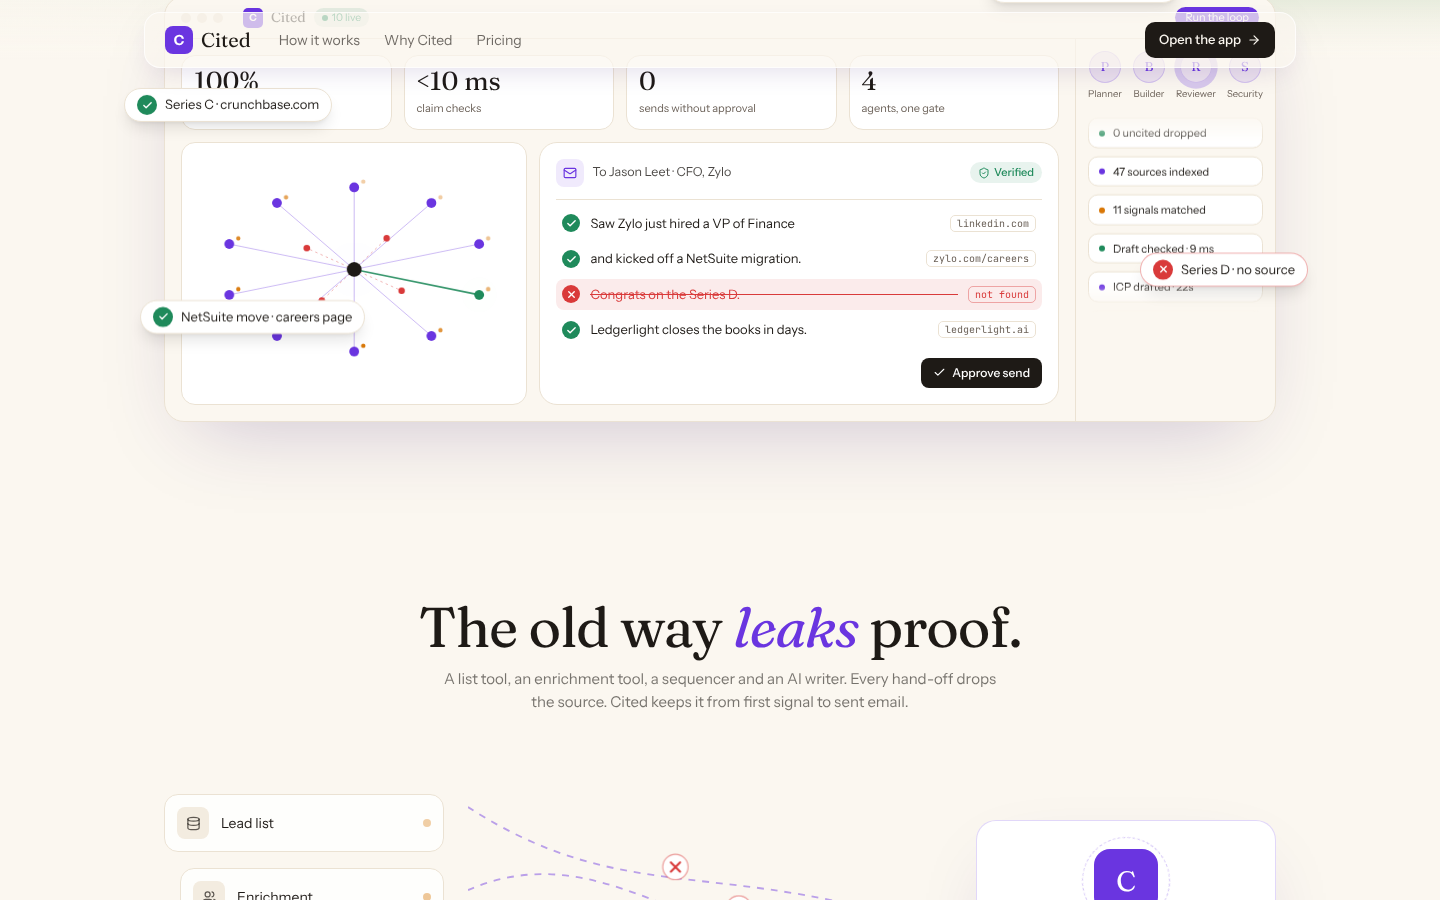 C Cited 10 live Run the loop
C Cited How it works Why Cited Pricing Open the app
100% <10 ms 0 4
claim checks sends without approval agents, one gate
P B R S
Planner Builder Reviewer Security
Series C · crunchbase.com
0 uncited dropped
47 sources indexed
11 signals matched
Draft checked · 9 ms
Series D · no source
ICP drafted · 22s
NetSuite move · careers page
To Jason Leet · CFO, Zylo Verified
Saw Zylo just hired a VP of Finance linkedin.com
and kicked off a NetSuite migration. zylo.com/careers
Congrats on the Series D. not found
Ledgerlight closes the books in days. ledgerlight.ai
Approve send
The old way leaks proof.
A list tool, an enrichment tool, a sequencer and an AI writer. Every hand-off drops
the source. Cited keeps it from first signal to sent email.
Lead list
Enrichment
C